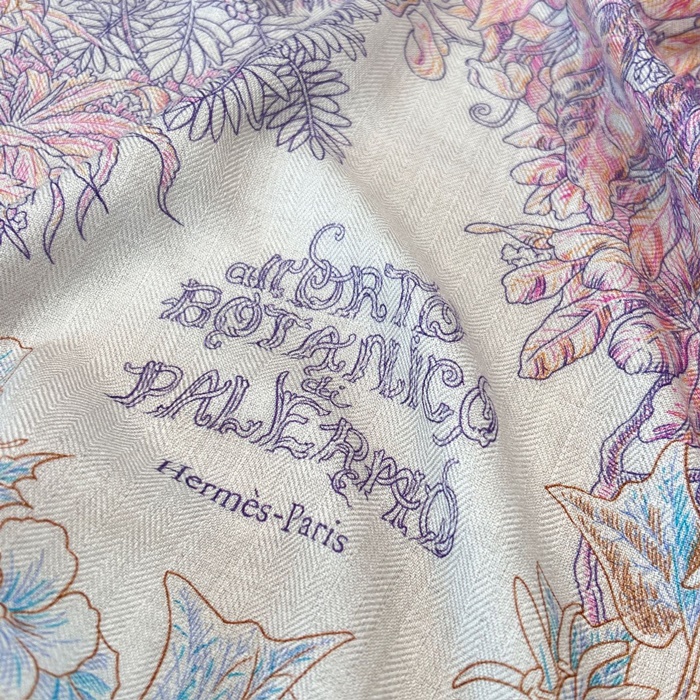 all'ORTO
BOTANICO
di
PALERMO
Hermès-Paris